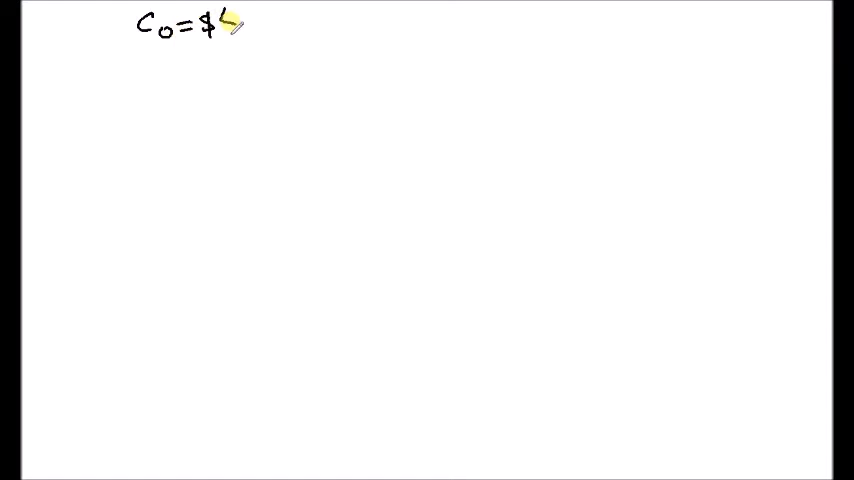 C₀ = $